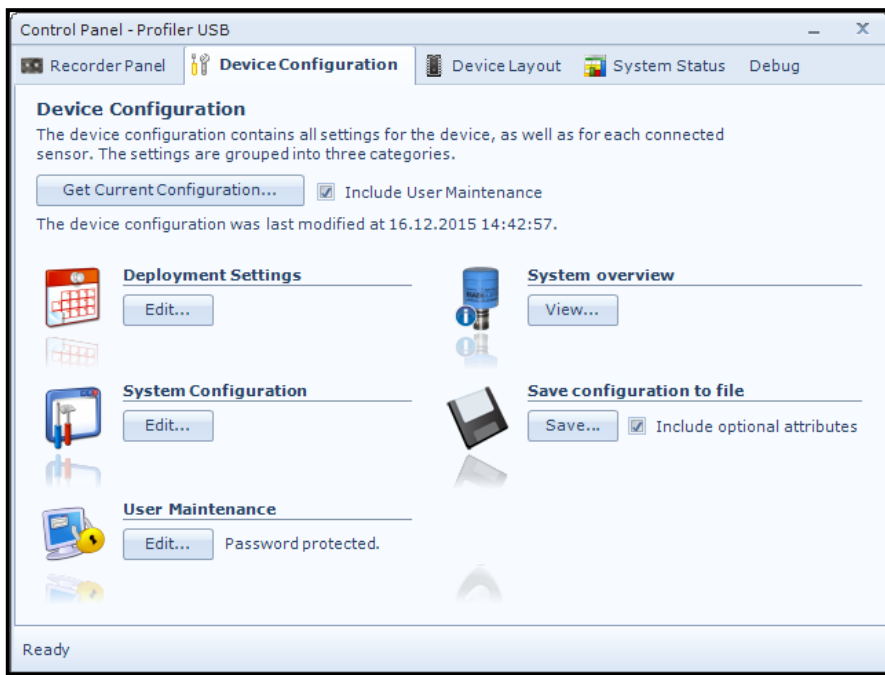 Control Panel - Profiler USB
Recorder Panel Device Configuration Device Layout System Status Debug
Device Configuration
The device configuration contains all settings for the device, as well as for each connected
sensor. The settings are grouped into three categories.
Get Current Configuration... Include User Maintenance
The device configuration was last modified at 16.12.2015 14:42:57.
Deployment Settings
Edit...
System overview
View...
System Configuration
Edit...
Save configuration to file
Save... Include optional attributes
User Maintenance
Edit... Password protected.
Ready